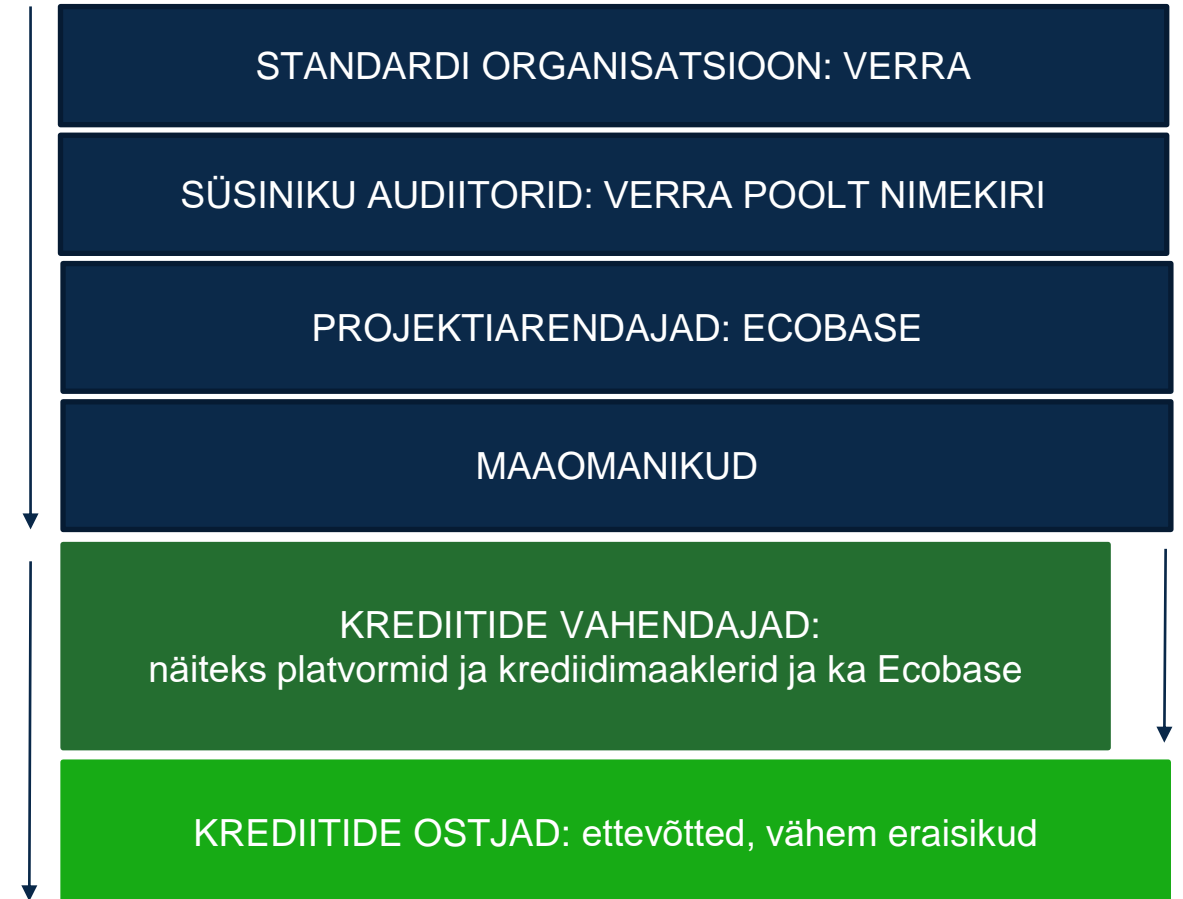 STANDARDI ORGANISATSIOON: VERRA
SÜSINIKU AUDIITORID: VERRA POOLT NIMEKIRI
PROJEKTIARENDAJAD: ECOBASE
MAAOMANIKUD
KREDIITIDE VAHENDAJAD:
näiteks platvormid ja krediidimaaklerid ja ka Ecobase
KREDIITIDE OSTJAD: ettevõtted, vähem eraisikud